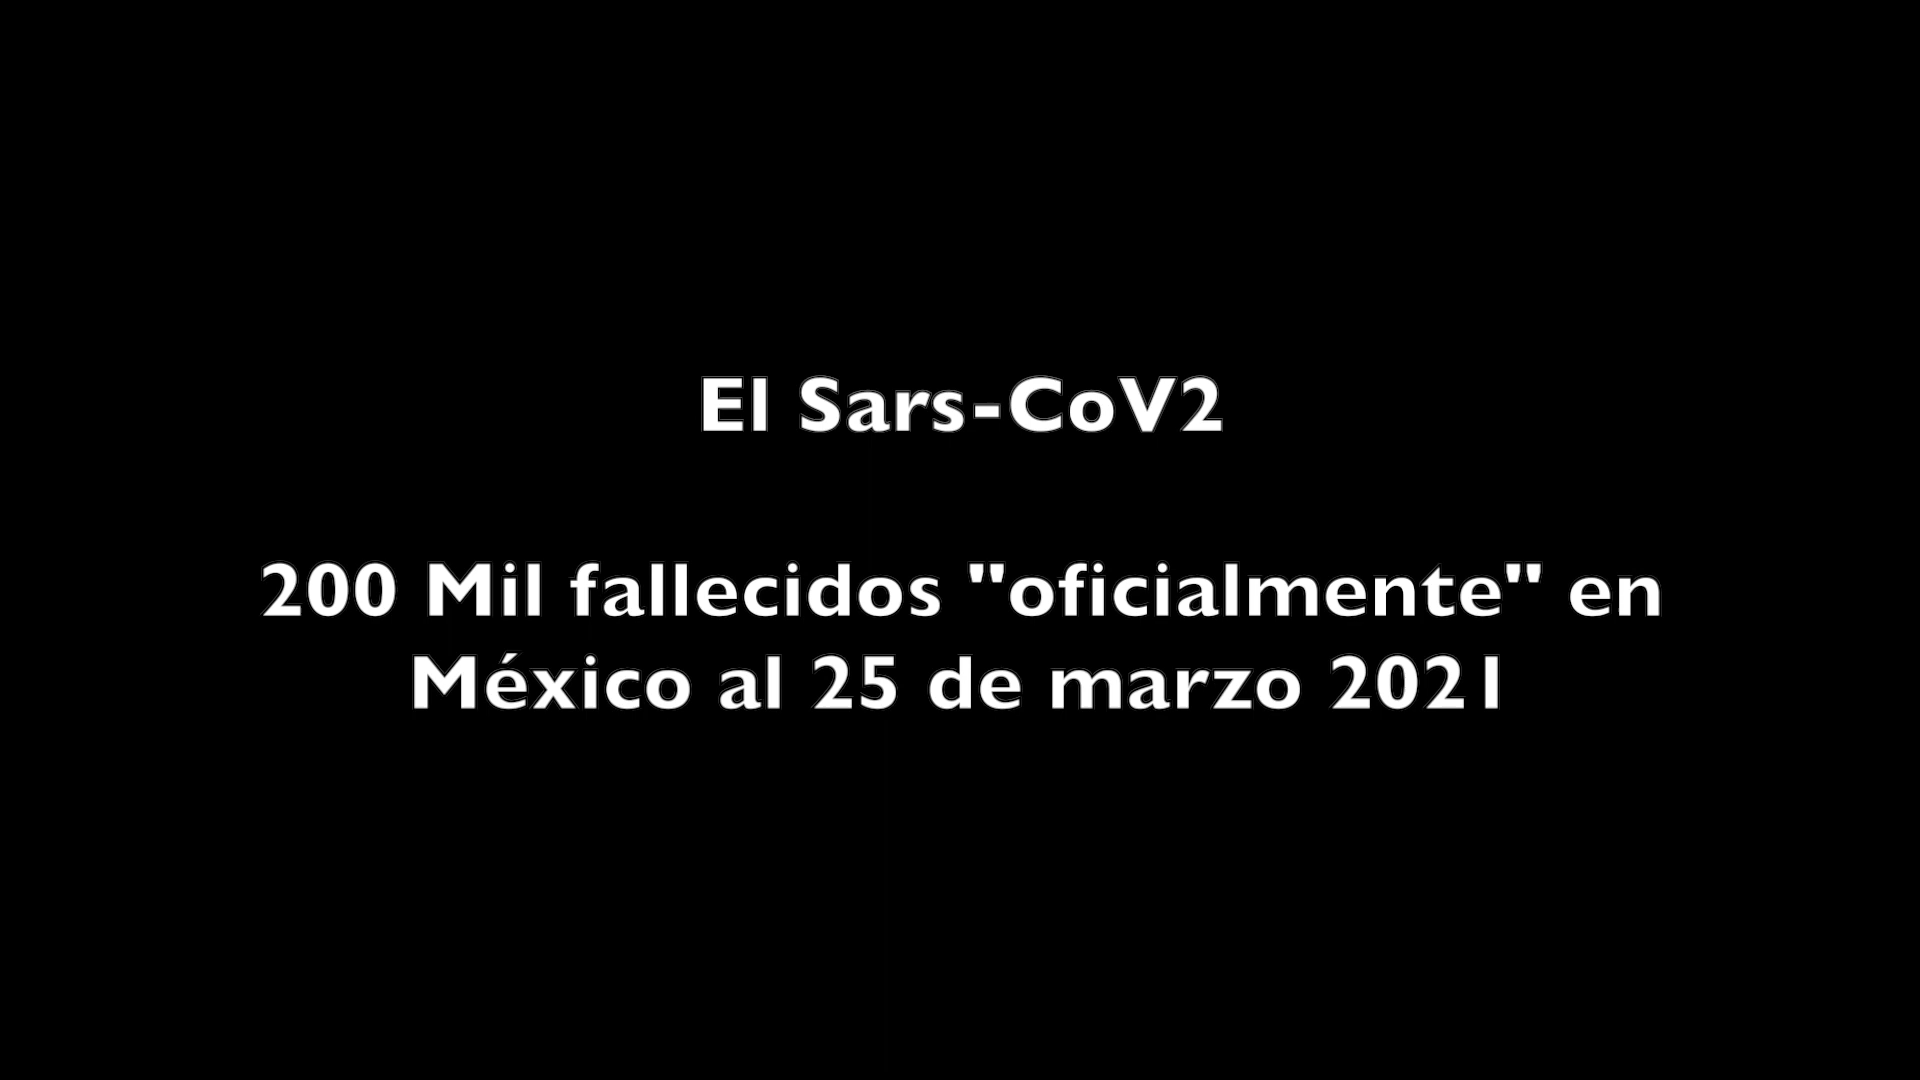 El Sars-CoV2
200 Mil fallecidos "oficialmente" en
México al 25 de marzo 2021